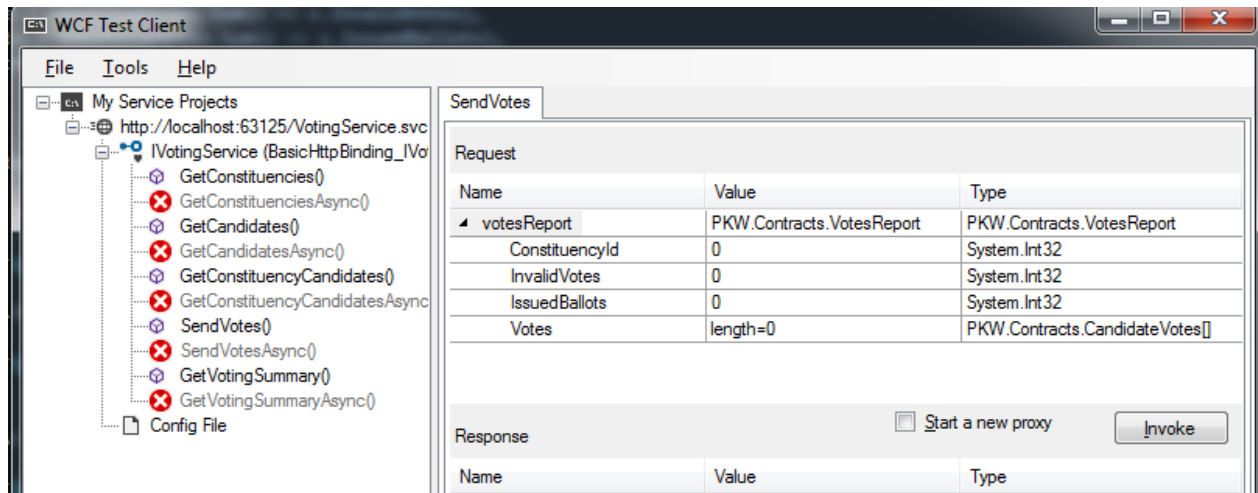 WCF Test Client
File Tools Help
My Service Projects
http://localhost:63125/VotingService.svc
IVotingService (BasicHttpBinding_IVo
GetConstituencies()
GetConstituenciesAsync()
GetCandidates()
GetCandidatesAsync()
GetConstituencyCandidates()
GetConstituencyCandidatesAsync
SendVotes()
SendVotesAsync()
GetVotingSummary()
GetVotingSummaryAsync()
Config File
SendVotes
Request
Name Value Type
votesReport PKW.Contracts.VotesReport PKW.Contracts.VotesReport
ConstituencyId 0 System.Int32
InvalidVotes 0 System.Int32
IssuedBallots 0 System.Int32
Votes length=0 PKW.Contracts.CandidateVotes[]
Start a new proxy Invoke
Response
Name Value Type